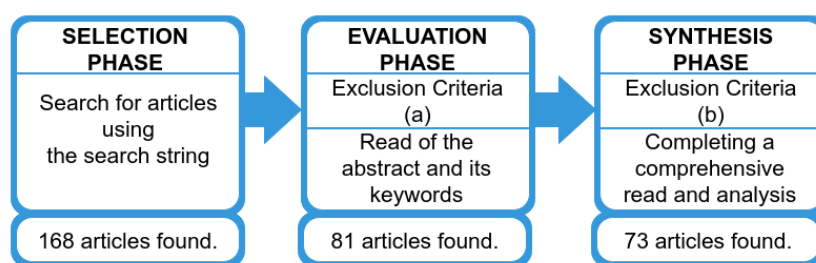 SELECTION
PHASE
Search for articles
using
the search string
168 articles found.
EVALUATION
PHASE
Exclusion Criteria
(a)
Read of the
abstract and its
keywords
81 articles found.
SYNTHESIS
PHASE
Exclusion Criteria
(b)
Completing a
comprehensive
read and analysis
73 articles found.